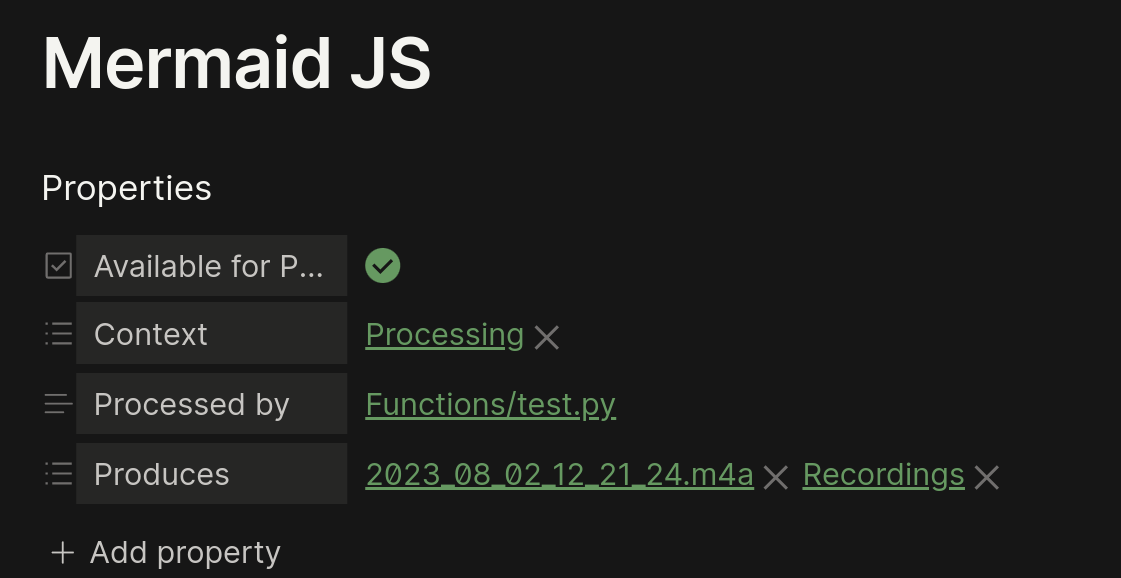 Mermaid JS
Properties
Available for P...
Context Processing
Processed by Functions/test.py
Produces 2023_08_02_12_21_24.m4a Recordings
Add property